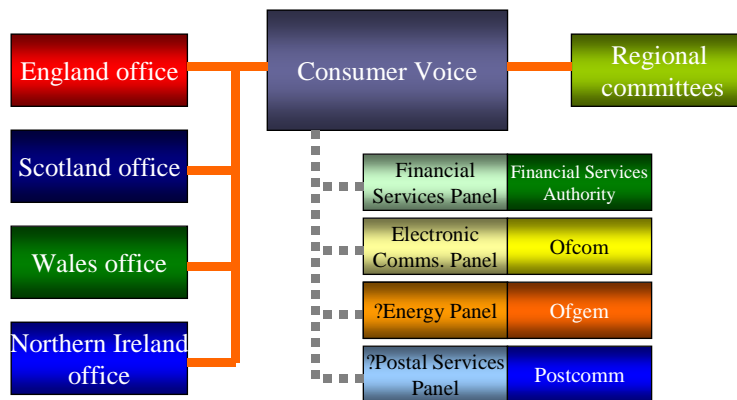 England office
Consumer Voice
Regional
committees
Scotland office
Wales office
Northern Ireland
office
Financial
Services Panel
Financial Services
Authority
Electronic
Comms. Panel
Ofcom
?Energy Panel
Ofgem
?Postal Services
Panel
Postcomm